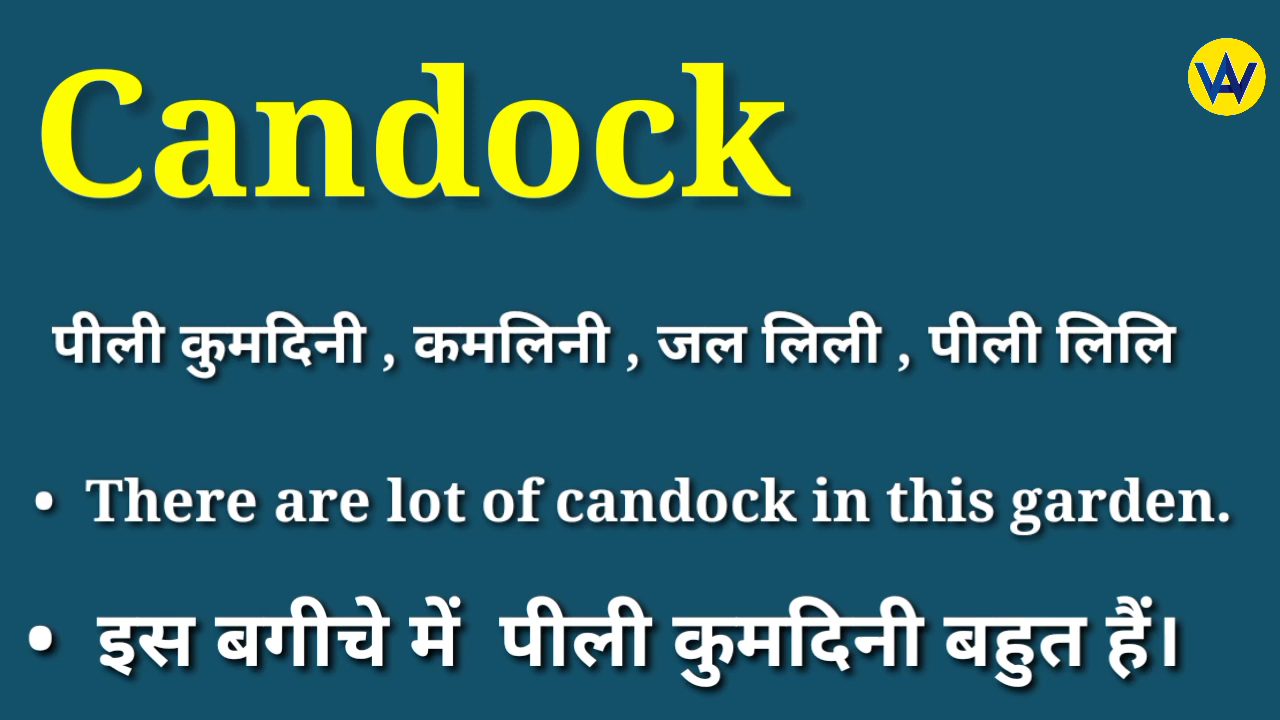 Candock
पीली कुमदिनी , कमलिनी , जल लिली , पीली लिलि
• There are lot of candock in this garden.
• इस बगीचे में पीली कुमदिनी बहुत हैं।